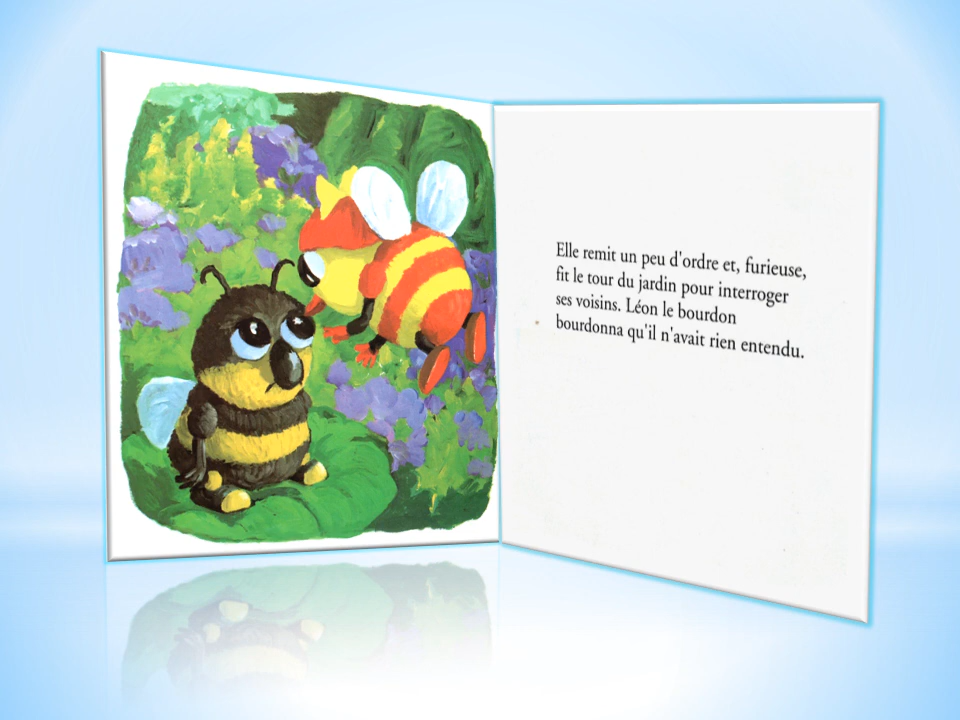 Elle remit un peu d'ordre et, furieuse,
fit le tour du jardin pour interroger
ses voisins. Léon le bourdon
bourdonna qu'il n'avait rien entendu.